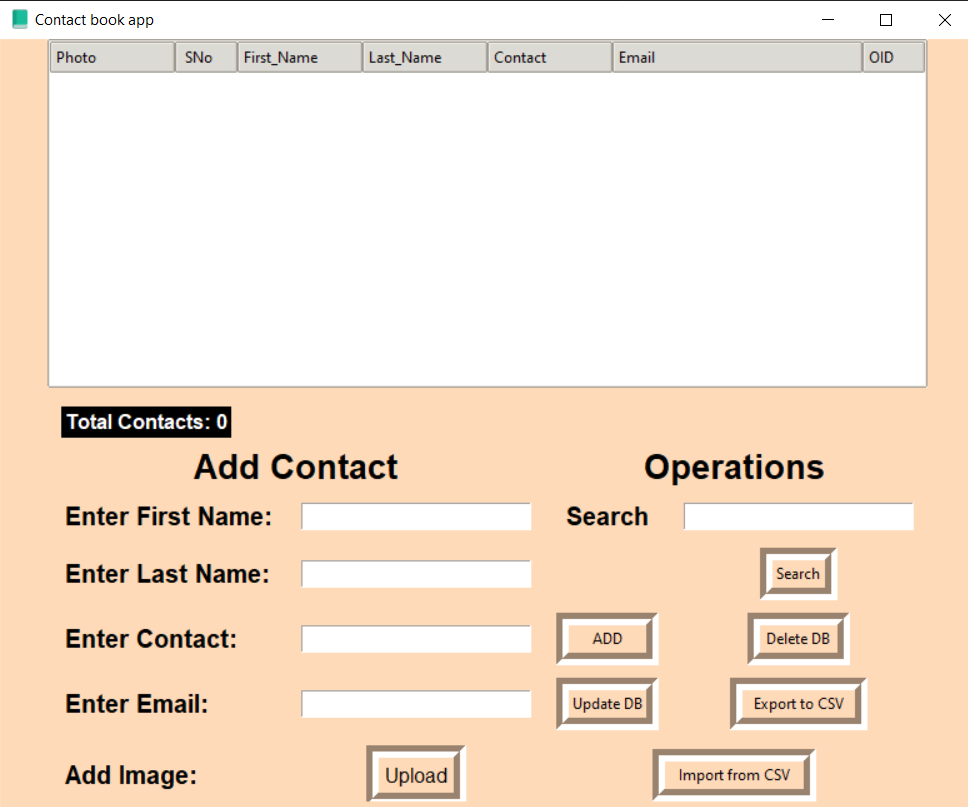 Contact book app
Photo SNo First_Name Last_Name Contact Email OID
Total Contacts: 0
Add Contact Operations
Enter First Name: Search
Enter Last Name: Search
Enter Contact: ADD Delete DB
Enter Email: Update DB Export to CSV
Add Image: Upload Import from CSV